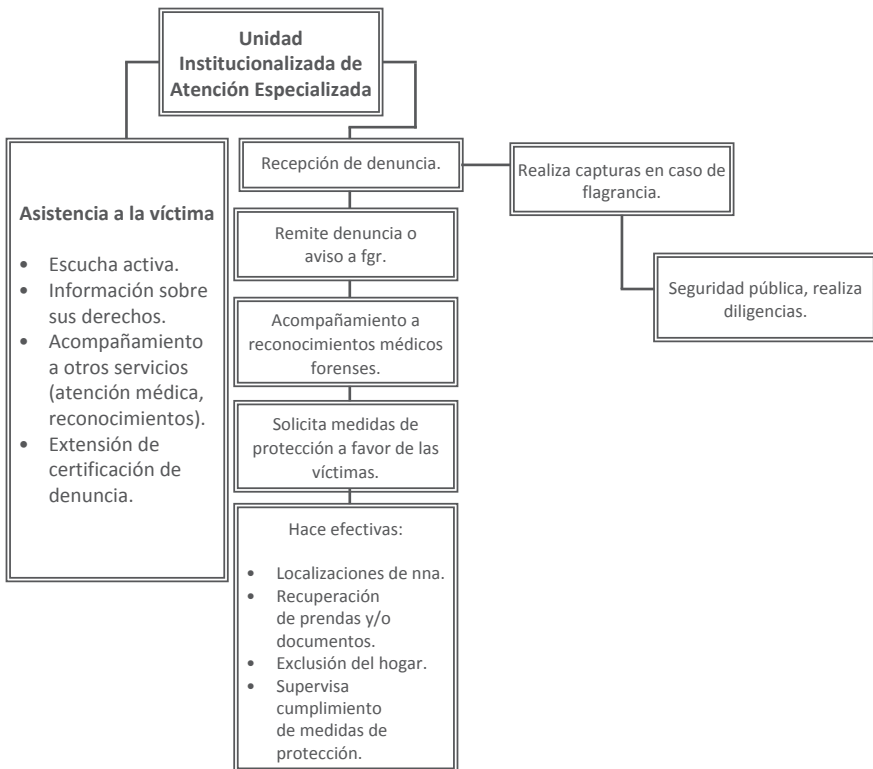 Unidad
Institucionalizada de
Atención Especializada
Asistencia a la víctima
• Escucha activa.
• Información sobre
sus derechos.
• Acompañamiento
a otros servicios
(atención médica,
reconocimientos).
• Extensión de
certificación de
denuncia.
Recepción de denuncia.
Remite denuncia o
aviso a fgr.
Acompañamiento a
reconocimientos médicos
forenses.
Solicita medidas de
protección a favor de las
víctimas.
Hace efectivas:
• Localizaciones de nna.
• Recuperación
de prendas y/o
documentos.
• Exclusión del hogar.
• Supervisa
cumplimiento
de medidas de
protección.
Realiza capturas en caso de
flagrancia.
Seguridad pública, realiza
diligencias.